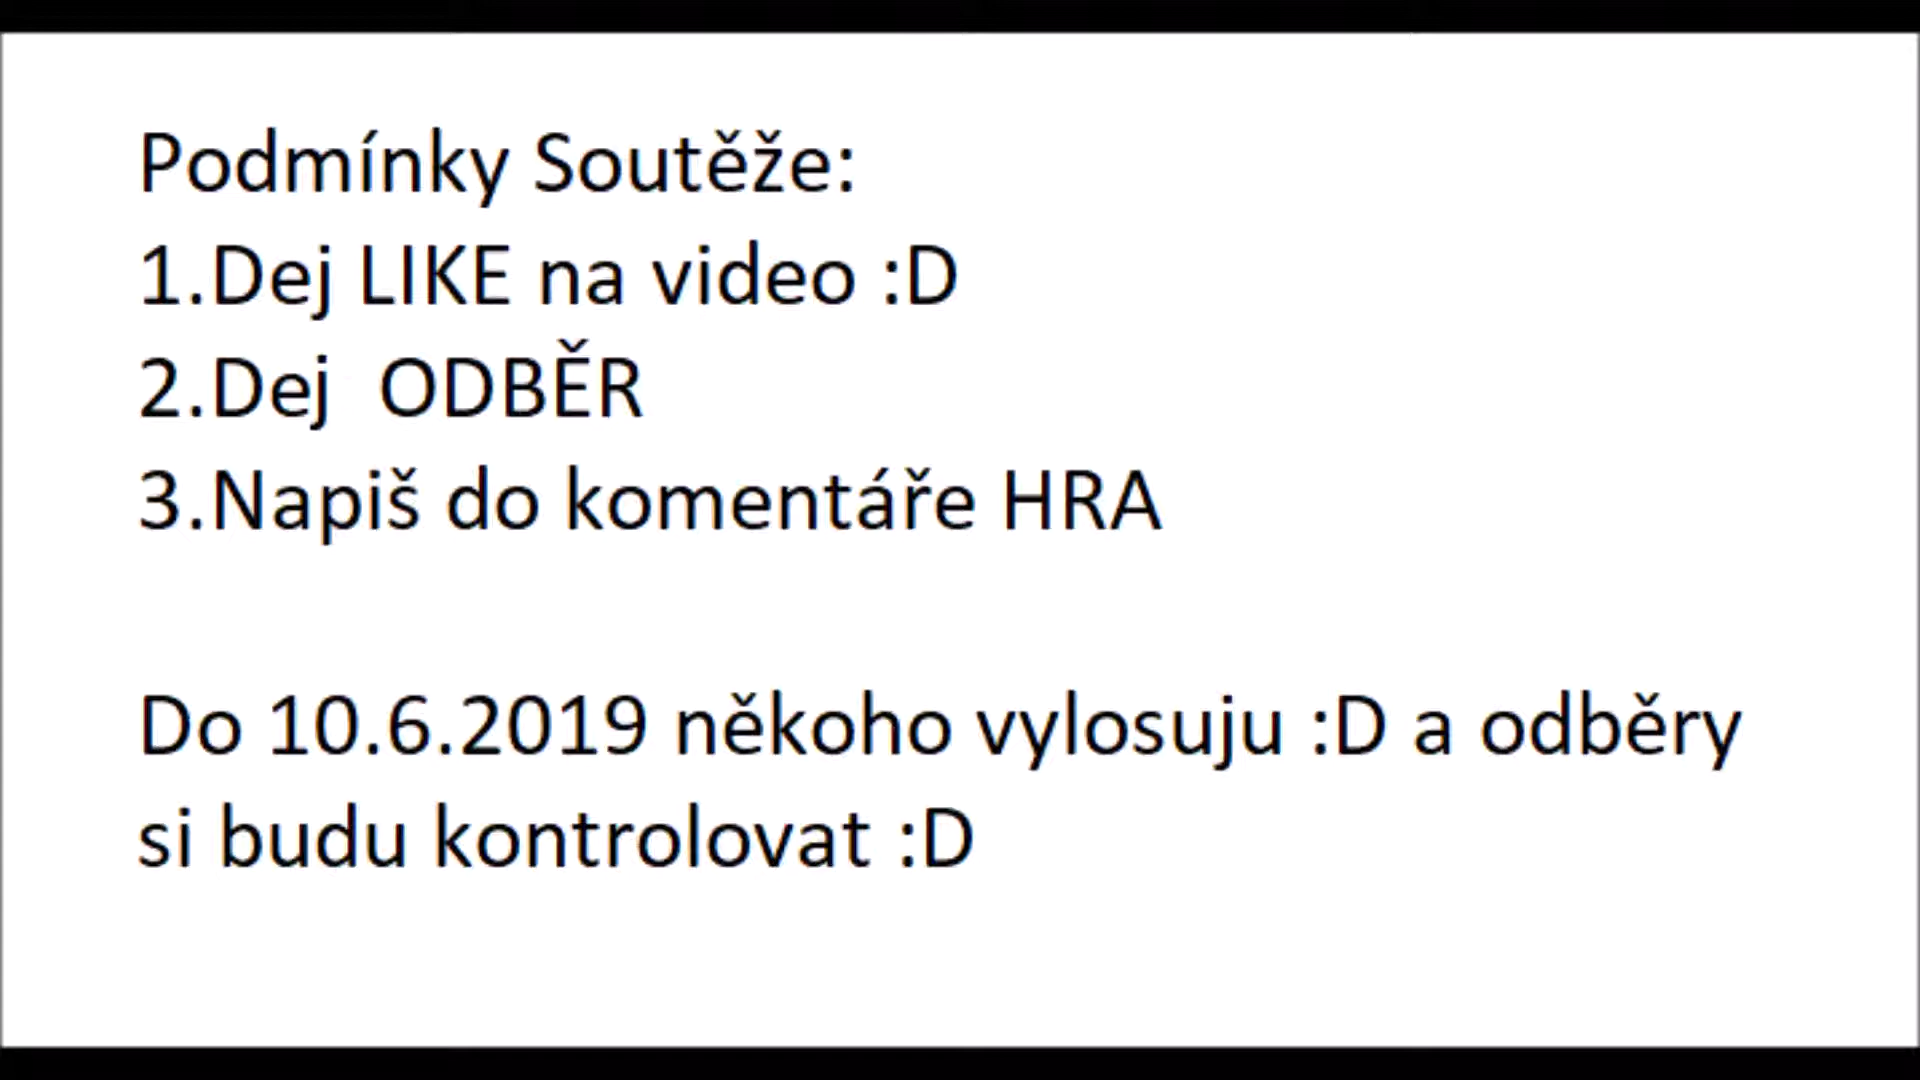 Podmínky Soutěže:
1.Dej LIKE na video :D
2.Dej  ODBĚR
3.Napiš do komentáře HRA
Do 10.6.2019 někoho vylosuju :D a odběry
si budu kontrolovat :D